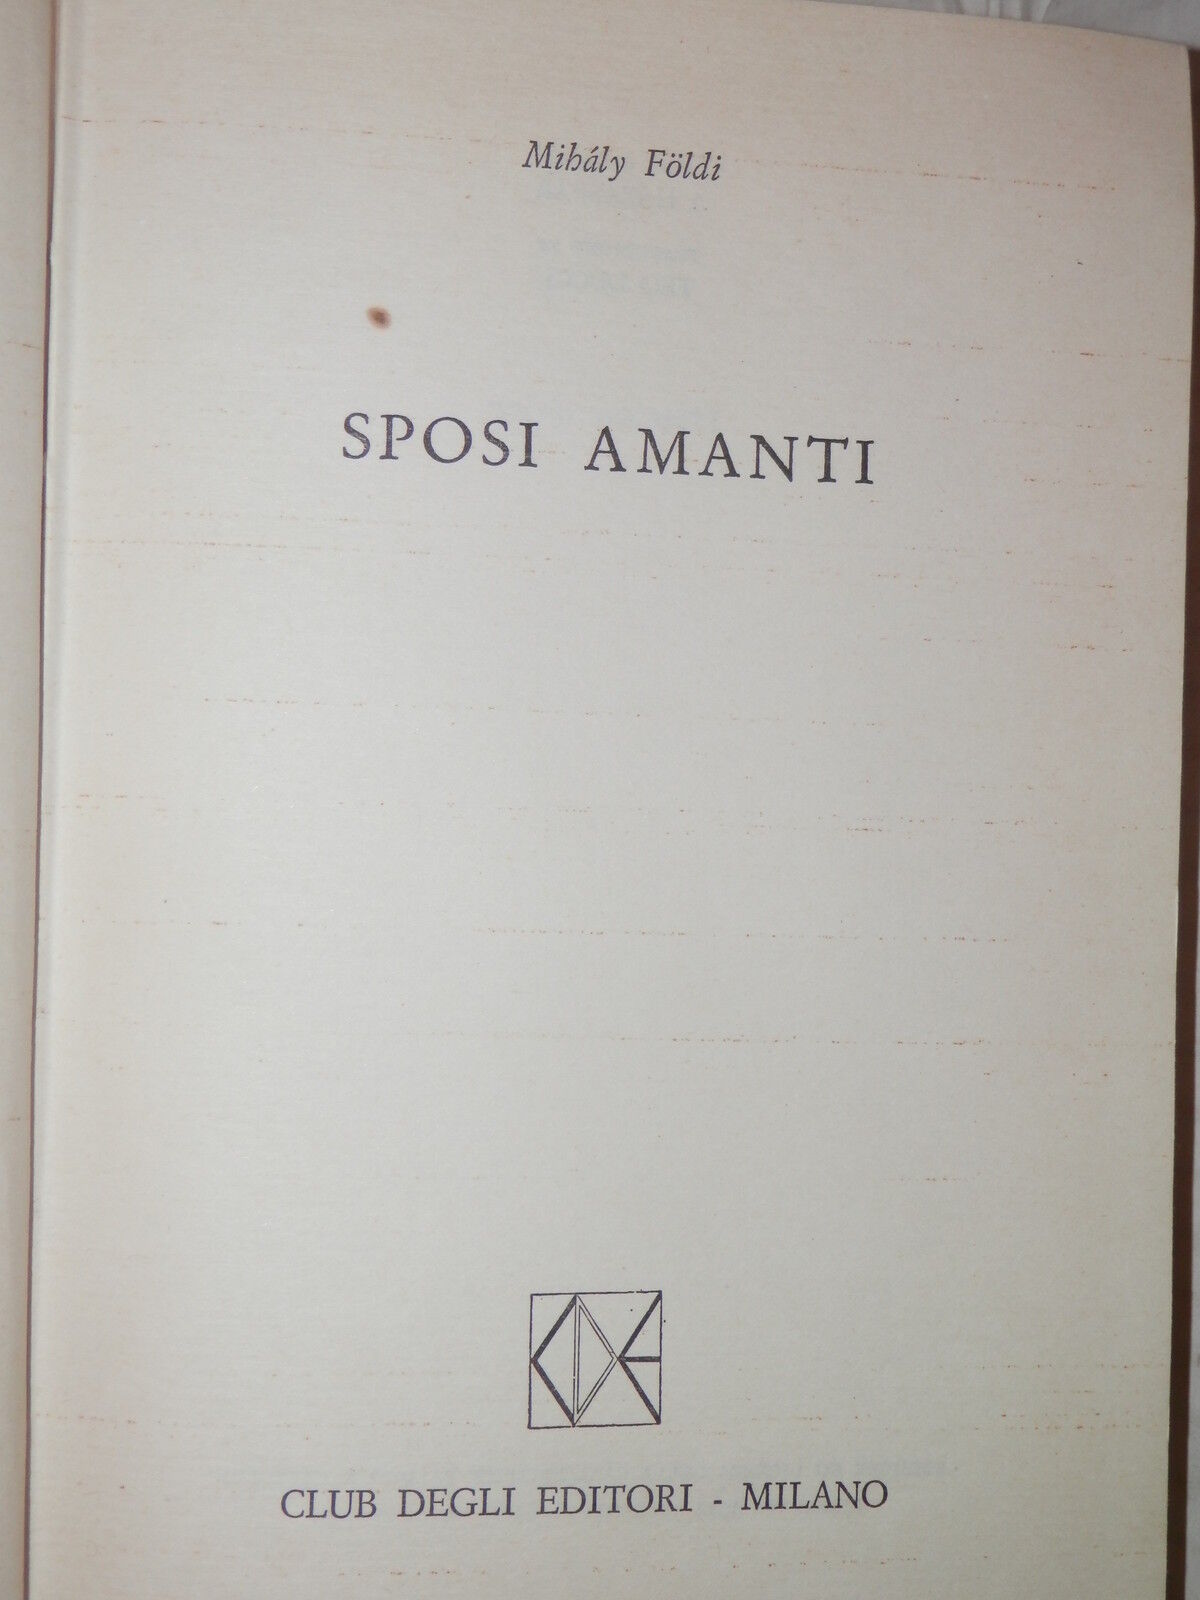 Mihály Földi
SPOSI AMANTI
CLUB DEGLI EDITORI - MILANO